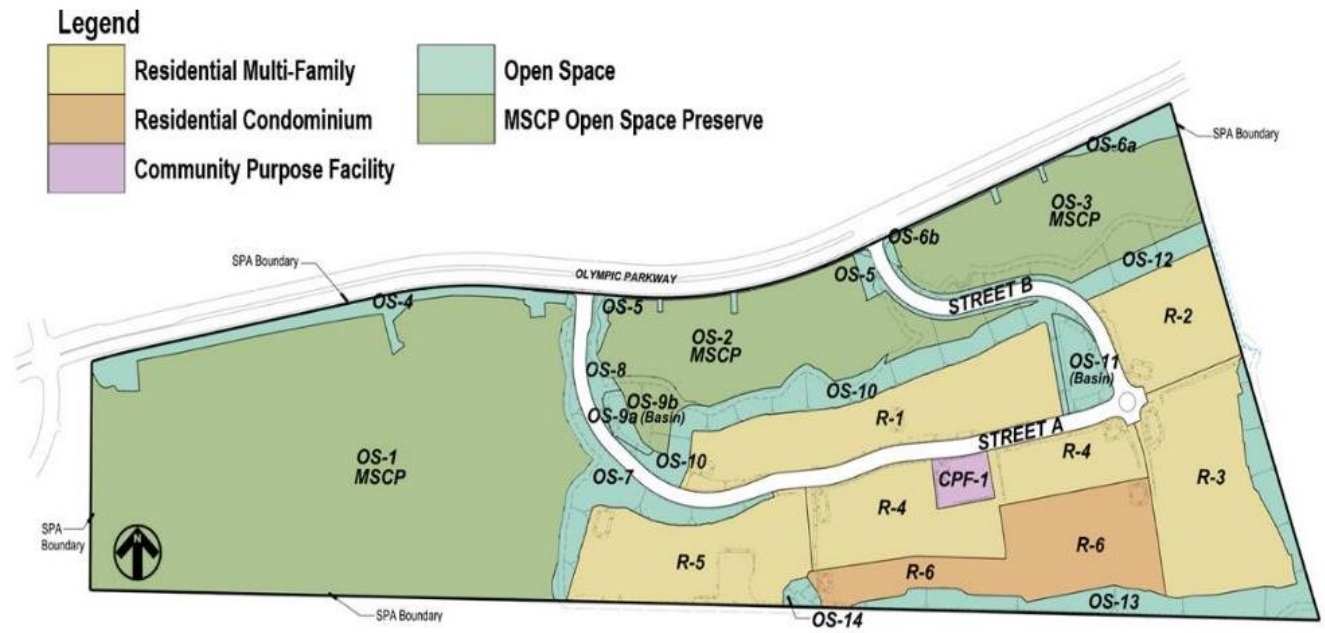 Legend
Residential Multi-Family
Residential Condominium
Community Purpose Facility
Open Space
MSCP Open Space Preserve
SPA Boundary
OS-6a
OS-3
MSCP
OS-6b
OS-12
SPA Boundary
OLYMPIC PARKWAY
OS-5
STREET B
OS-4
OS-5
R-2
OS-2
MSCP
OS-11
(Basin)
OS-8
OS-10
OS-9b
OS-9a (Basin)
R-1
STREET A
OS-1
MSCP
OS-10
OS-7
R-4
CPF-1
R-3
R-4
SPA
Boundary
N
R-6
R-5
R-6
OS-13
SPA Boundary
OS-14